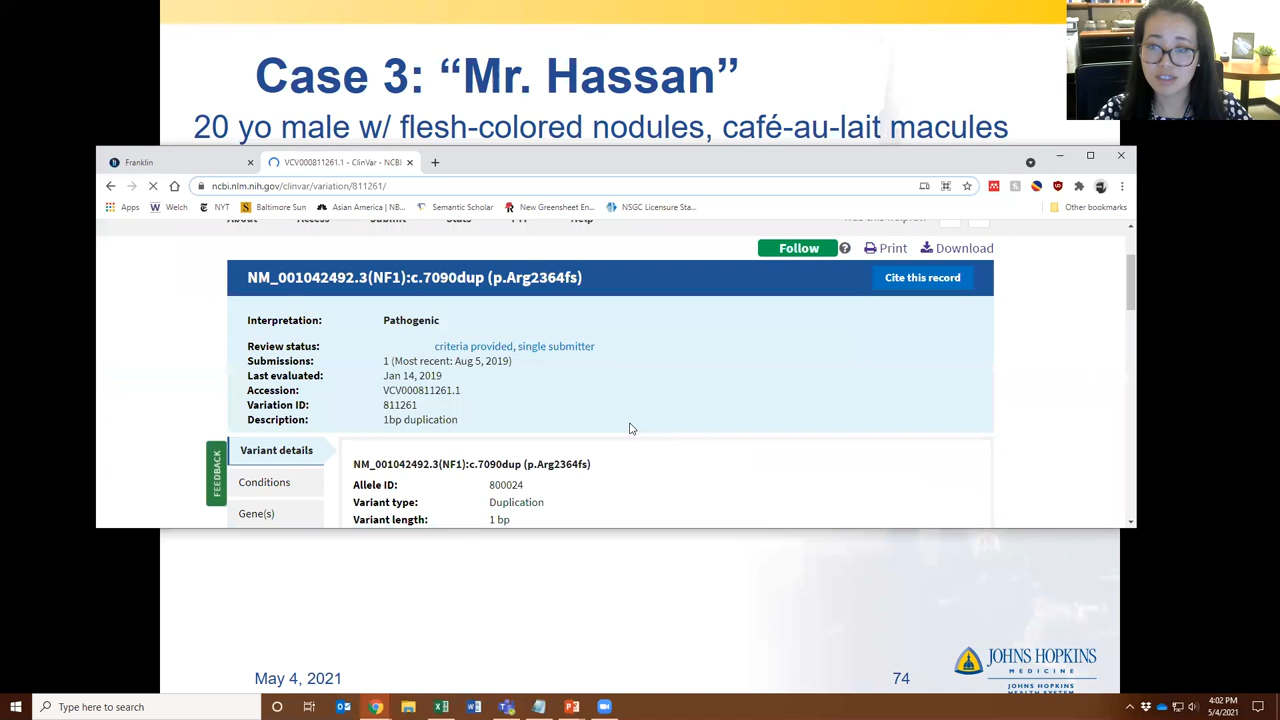 Case 3: “Mr. Hassan”
20 yo male w/ flesh-colored nodules, café-au-lait macules
Franklin
VCV000811261.1 - ClinVar - NCBI
ncbi.nlm.nih.gov/clinvar/variation/811261/
Apps
Welch
NYT
Baltimore Sun
Asian America | NB...
Semantic Scholar
New Greensheet En...
NSGC Licensure Sta...
Other bookmarks
Follow
Print
Download
NM_001042492.3(NF1):c.7090dup (p.Arg2364fs)
Cite this record
Interpretation: Pathogenic
Review status: criteria provided, single submitter
Submissions: 1 (Most recent: Aug 5, 2019)
Last evaluated: Jan 14, 2019
Accession: VCV000811261.1
Variation ID: 811261
Description: 1bp duplication
FEEDBACK
Variant details
Conditions
Gene(s)
NM_001042492.3(NF1):c.7090dup (p.Arg2364fs)
Allele ID: 800024
Variant type: Duplication
Variant length: 1 bp
May 4, 2021
74
JOHNS HOPKINS
MEDICINE
JOHNS HOPKINS
HEALTH SYSTEM
Type here to search
4:02 PM
5/4/2021